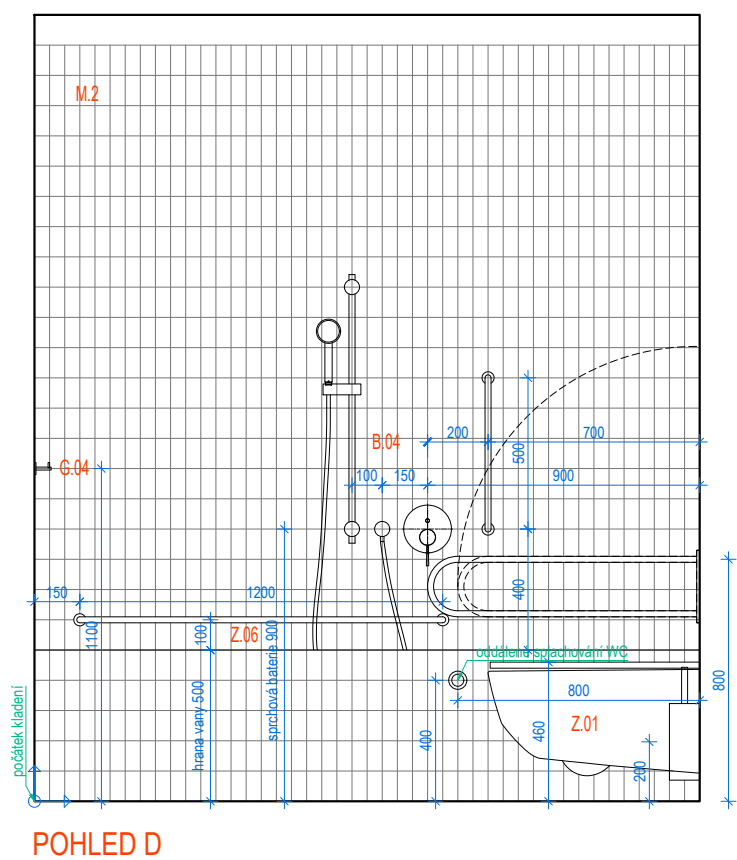 M.2
B.04
200
700
500
G.04
100
150
900
150
1200
400
1100
100
Z.06
sprchová baterie 900
oddálené splachování WC
hrana vany 500
800
800
Z.01
460
400
200
počátek kladení
POHLED D